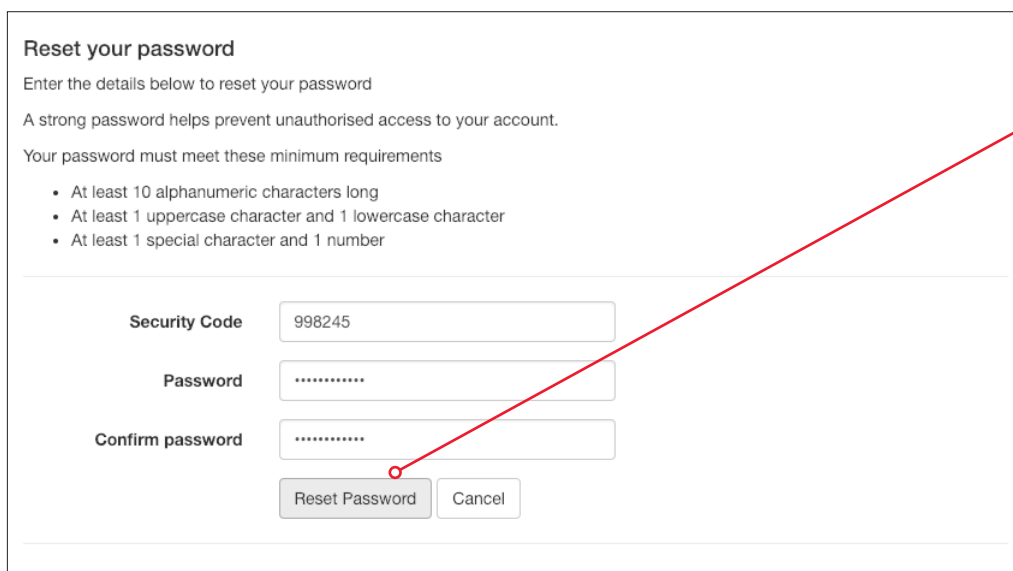 Reset your password
Enter the details below to reset your password
A strong password helps prevent unauthorised access to your account.
Your password must meet these minimum requirements
• At least 10 alphanumeric characters long
• At least 1 uppercase character and 1 lowercase character
• At least 1 special character and 1 number
Security Code 998245
Password ••••••••••••
Confirm password ••••••••••••
Reset Password Cancel